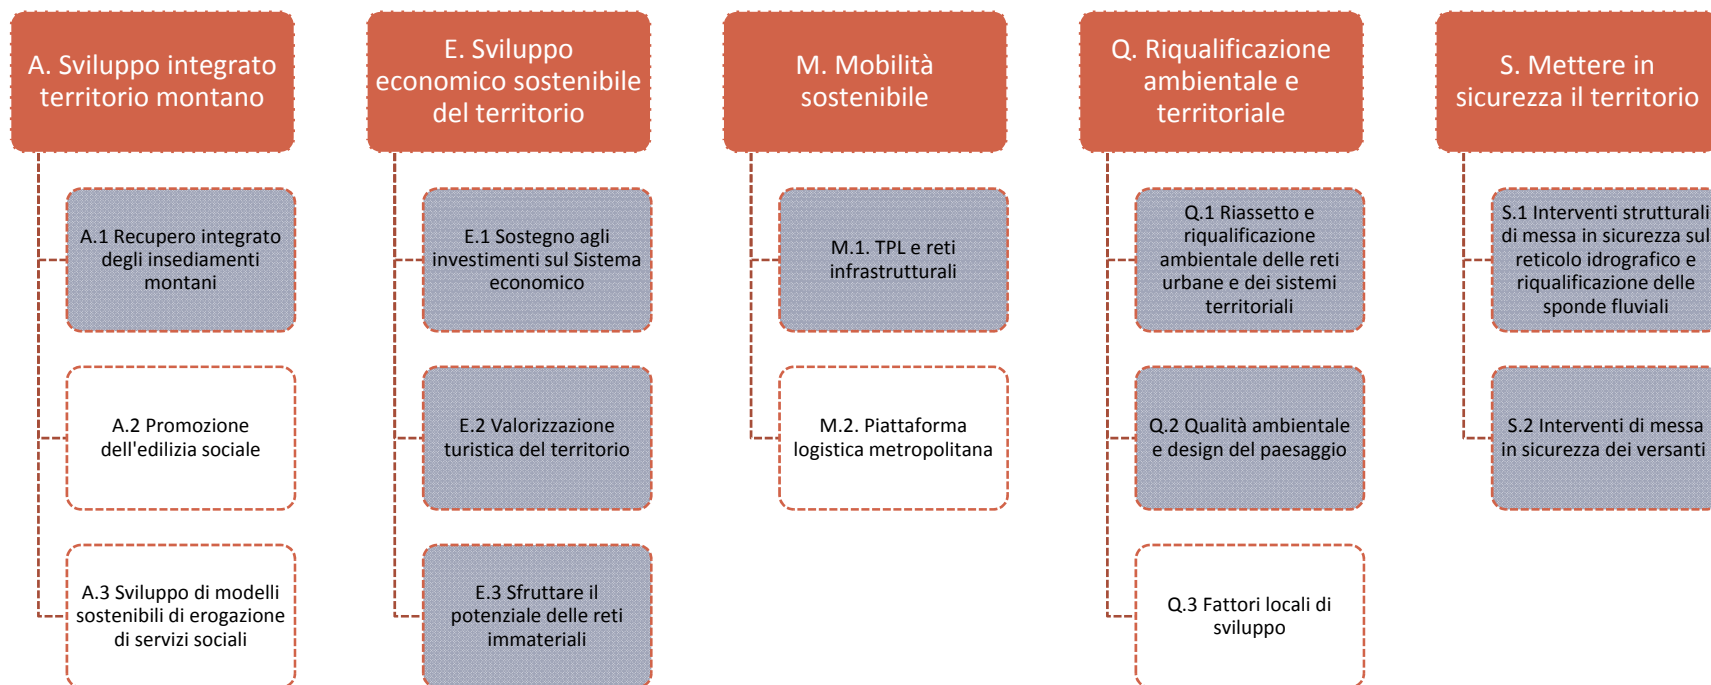 A. Sviluppo integrato
territorio montano
A.1 Recupero integrato
degli insediamenti
montani
A.2 Promozione
dell'edilizia sociale
A.3 Sviluppo di modelli
sostenibili di erogazione
di servizi sociali
E. Sviluppo
economico sostenibile
del territorio
E.1 Sostegno agli
investimenti sul Sistema
economico
E.2 Valorizzazione
turistica del territorio
E.3 Sfruttare il
potenziale delle reti
immateriali
M. Mobilità
sostenibile
M.1. TPL e reti
infrastrutturali
M.2. Piattaforma
logistica metropolitana
Q. Riqualificazione
ambientale e
territoriale
Q.1 Riassetto e
riqualificazione
ambientale delle reti
urbane e dei sistemi
territoriali
Q.2 Qualità ambientale
e design del paesaggio
Q.3 Fattori locali di
sviluppo
S. Mettere in
sicurezza il territorio
S.1 Interventi strutturali
di messa in sicurezza sul
reticolo idrografico e
riqualificazione delle
sponde fluviali
S.2 Interventi di messa
in sicurezza dei versanti